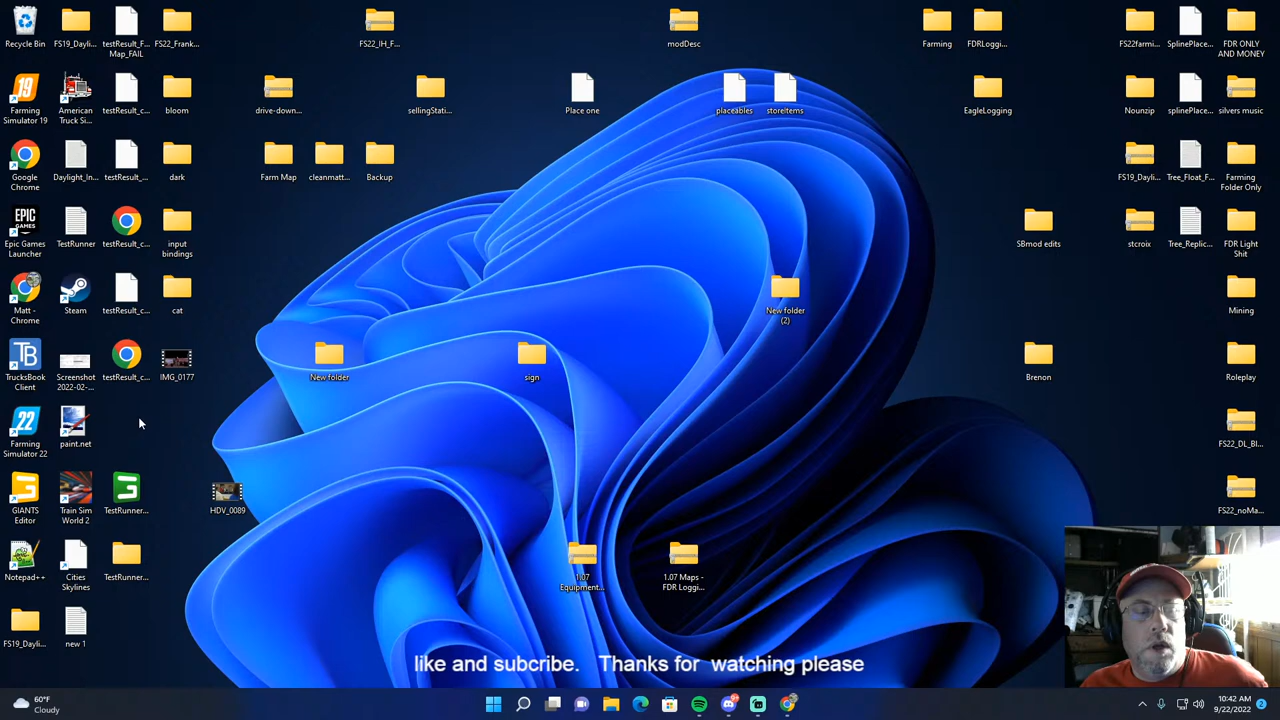 Recycle Bin
FS19_Dayli...
testResult_F...
Map_FAIL
FS22_Frank...
FS22_IH_F...
modDesc
Farming
FDRLoggi...
FS22farmi...
SplinePlace...
FDR ONLY
AND MONEY
Farming
Simulator 19
American
Truck Si...
testResult_c...
bloom
drive-down...
sellingStati...
Place one
placeables
storeItems
EagleLogging
Nounzip
splinePlace...
silvers music
Google
Chrome
Daylight_In...
testResult_...
dark
Farm Map
cleanmatt...
Backup
FS19_Dayli...
Tree_Float_F...
Farming
Folder Only
Epic Games
Launcher
TestRunner
testResult_c...
input
bindings
SBmod edits
stcroix
Tree_Replic...
FDR Light
Shit
Matt -
Chrome
Steam
testResult_c...
cat
New folder
(2)
Mining
TrucksBook
Client
Screenshot
2022-02-...
testResult_c...
IMG_0177
New folder
sign
Brenon
Roleplay
Farming
Simulator 22
paint.net
FS22_DL_Bl...
GIANTS
Editor
Train Sim
World 2
TestRunner...
HDV_0089
FS22_noMa...
Notepad++
Cities
Skylines
TestRunner...
1.07
Equipment...
1.07 Maps -
FDR Loggi...
FS19_Dayli...
new 1
like and subcribe. Thanks for watching please
60°F
Cloudy
10:42 AM
9/22/2022